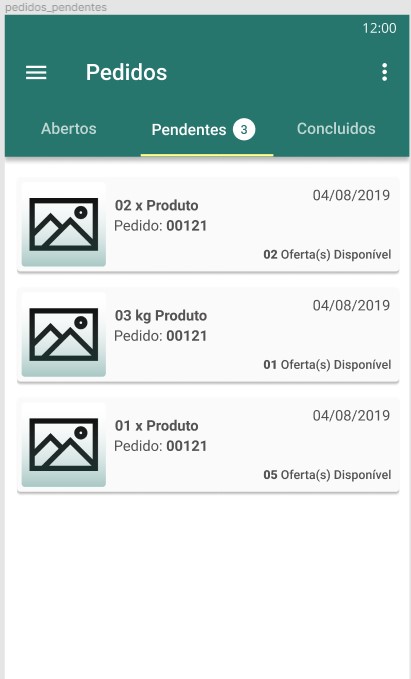 pedidos_pendentes
12:00
Pedidos
Abertos
Pendentes 3
Concluidos
02 x Produto
04/08/2019
Pedido: 00121
02 Oferta(s) Disponível
03 kg Produto
04/08/2019
Pedido: 00121
01 Oferta(s) Disponível
01 x Produto
04/08/2019
Pedido: 00121
05 Oferta(s) Disponível